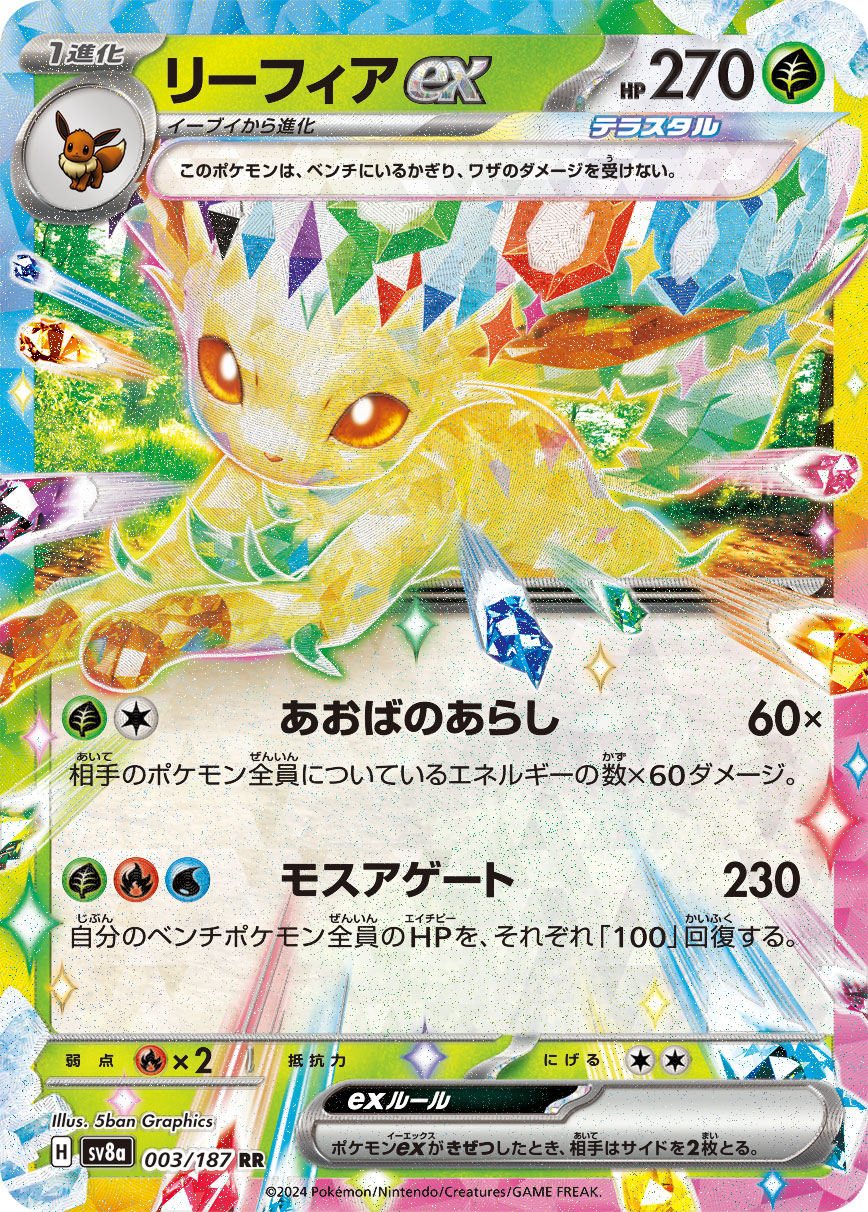 1進化
リーフィアex HP270
イーブイから進化 テラスタル
このポケモンは、ベンチにいるかぎり、ワザのダメージを受けない。
あおばのあらし 60×
相手のポケモン全員についているエネルギーの数×60ダメージ。
モスアゲート 230
自分のベンチポケモン全員のHPを、それぞれ「100」回復する。
弱点 ×2 抵抗力 にげる
exルール
ポケモンexがきぜつしたとき、相手はサイドを2枚とる。
Illus. 5ban Graphics
H sv8a 003/187 RR
©2024 Pokémon/Nintendo/Creatures/GAME FREAK.